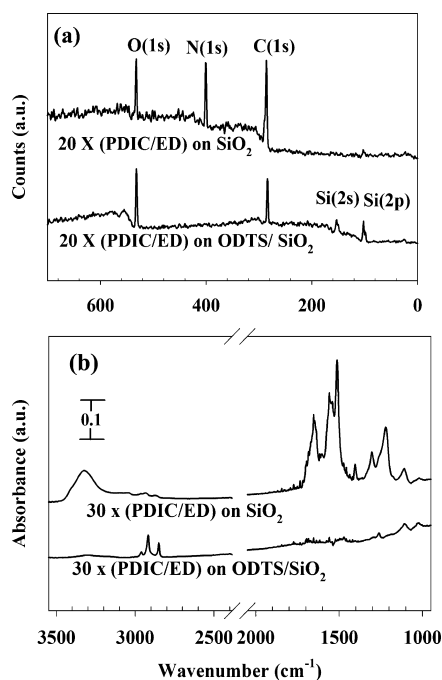 (a)
O(1s)
N(1s)
C(1s)
20 X (PDIC/ED) on SiO₂
Si(2s) Si(2p)
20 X (PDIC/ED) on ODTS/ SiO₂
Counts (a.u.)
600 400 200 0
(b)
0.1
30 x (PDIC/ED) on SiO₂
30 x (PDIC/ED) on ODTS/SiO₂
Absorbance (a.u.)
3500 3000 2500 2000 1500 1000
Wavenumber (cm⁻¹)